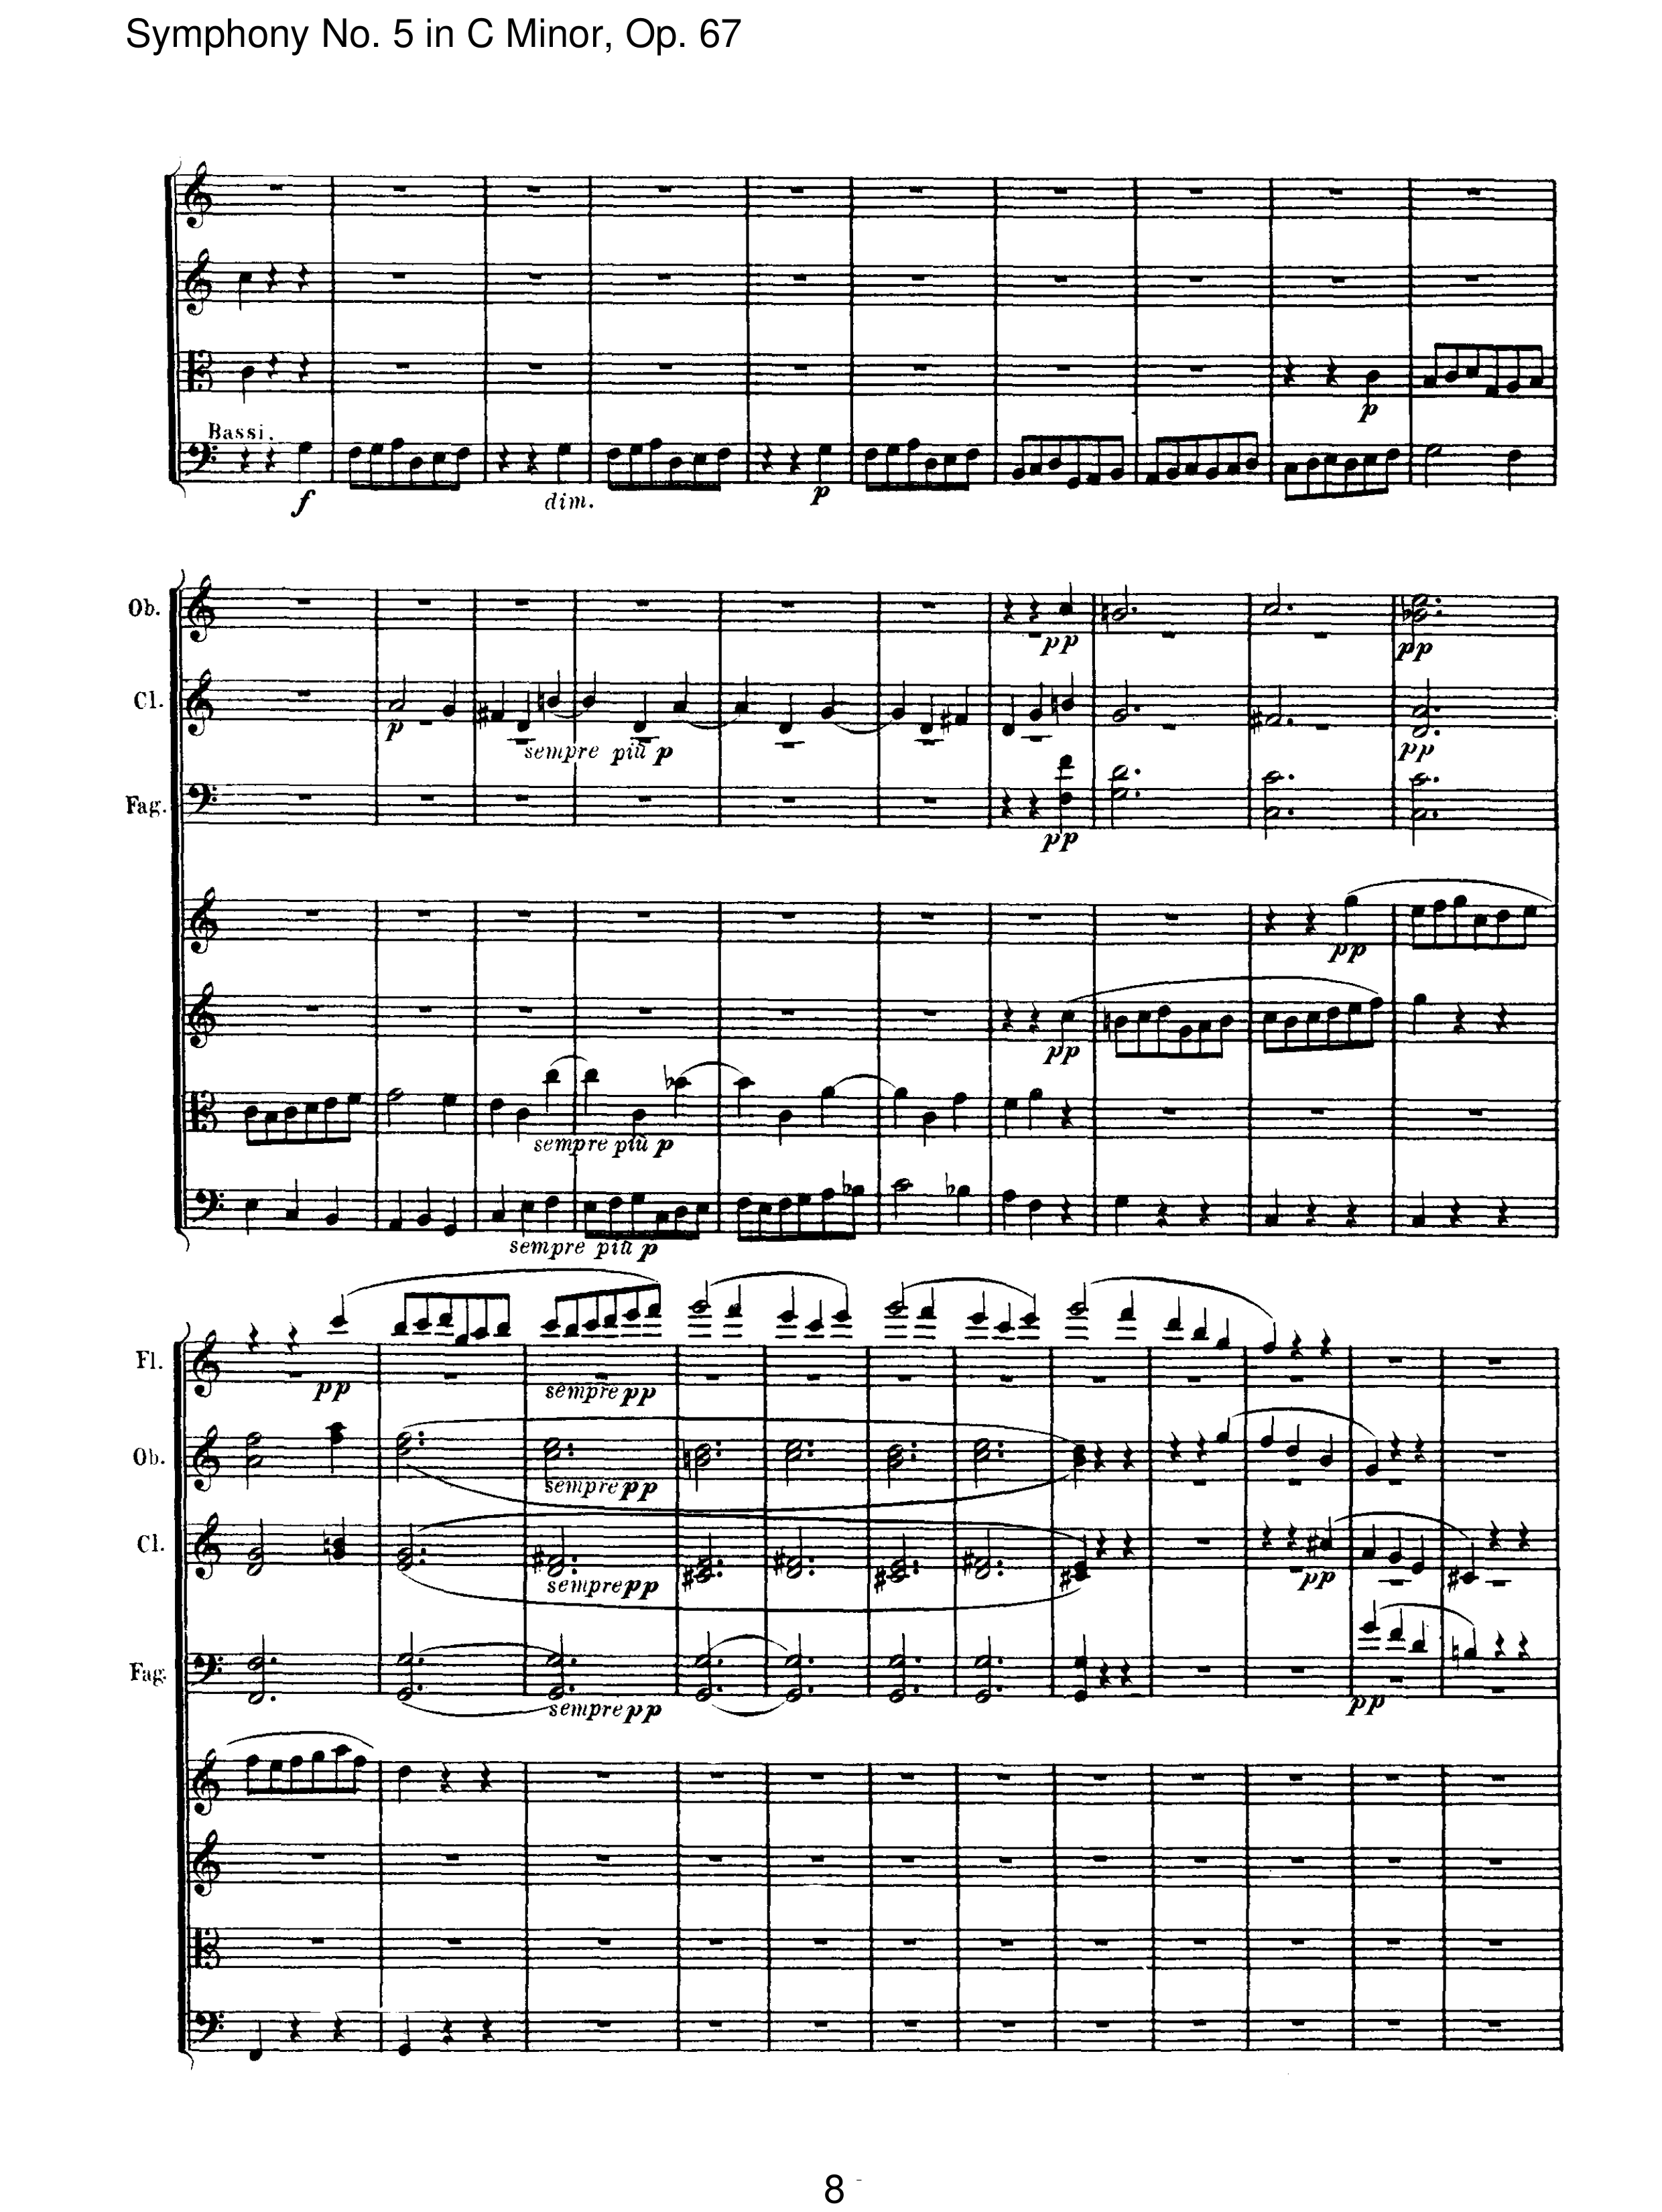 Symphony No. 5 in C Minor, Op. 67
Bassi.
p
f
dim.
p
Ob.
pp
pp
Cl.
p
sempre più p
pp
Fag.
pp
pp
pp
sempre più p
sempre più p
Fl.
pp
sempre pp
Ob.
sempre pp
Cl.
sempre pp
pp
Fag.
sempre pp
pp
8